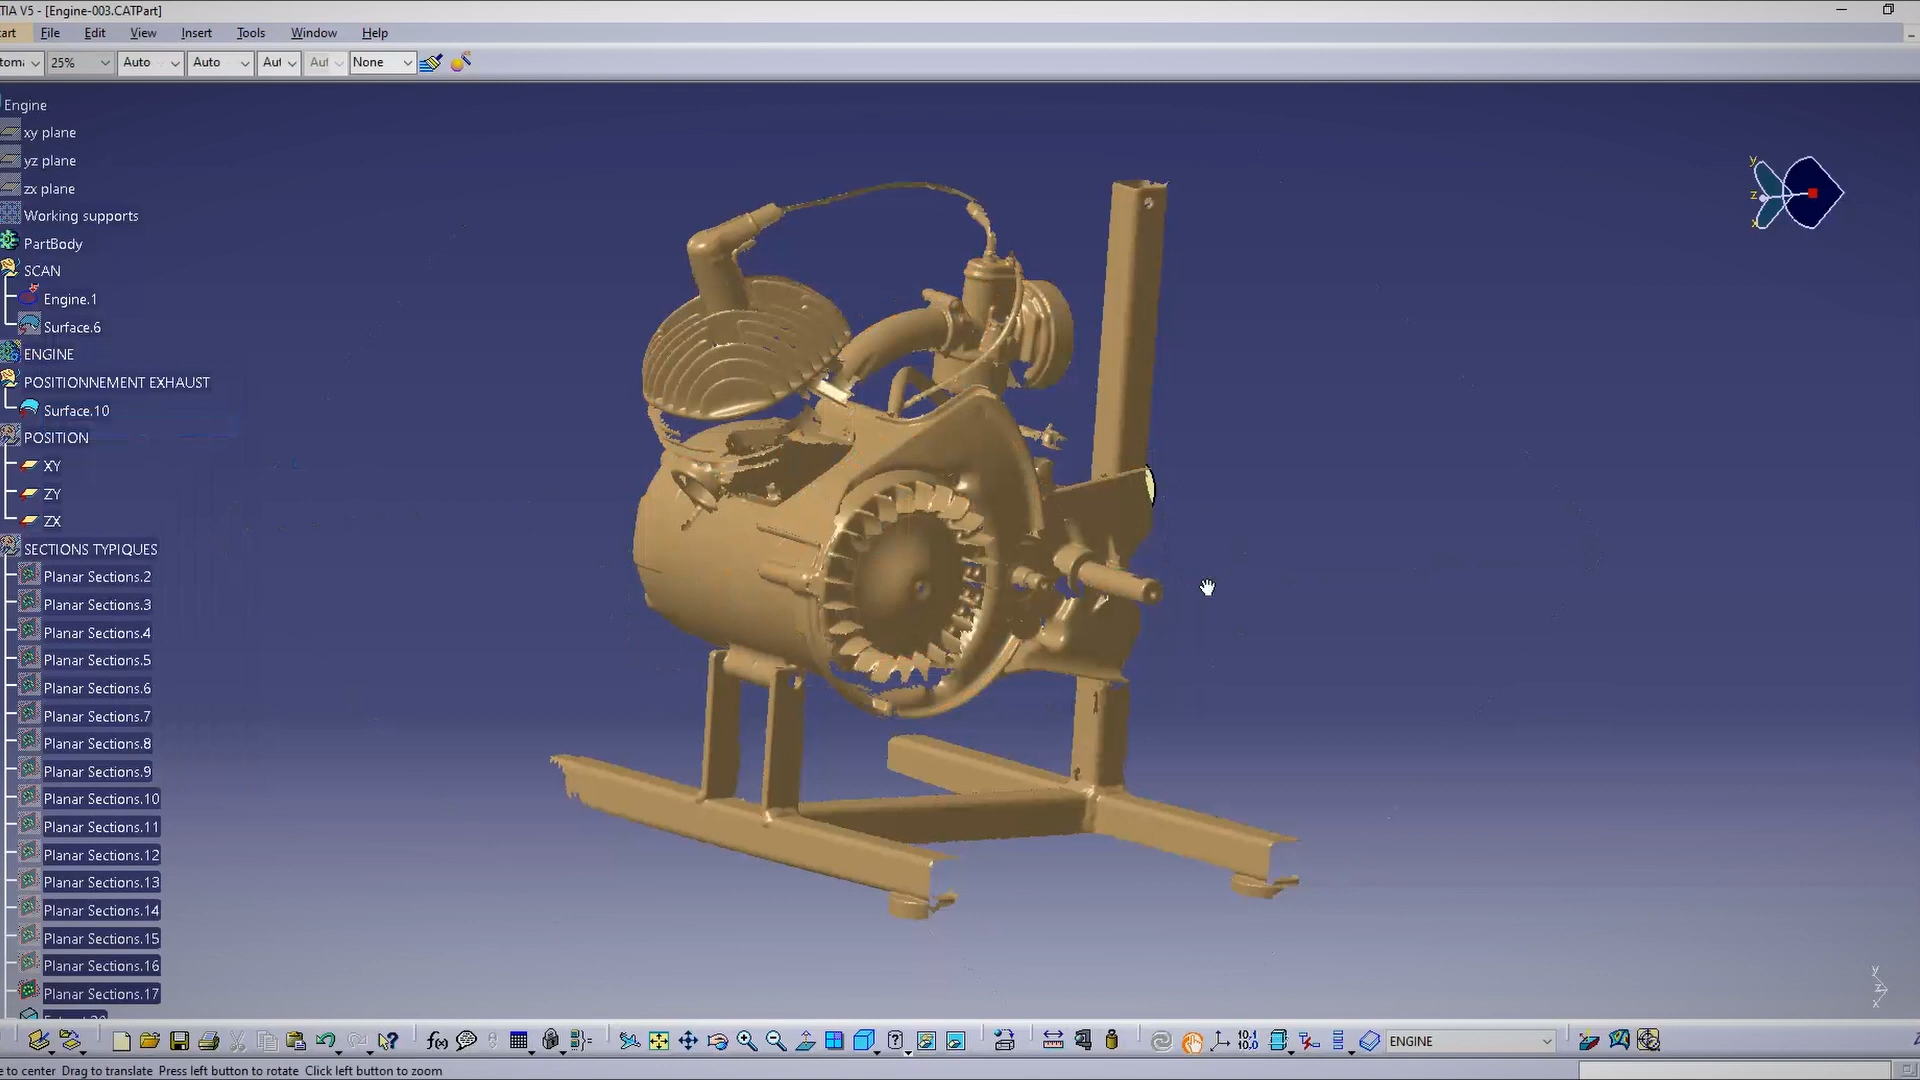 TIA V5 - [Engine-003.CATPart]
art File Edit View Insert Tools Window Help
toma 25% Auto Auto Aut Aut None
Engine
xy plane
yz plane
zx plane
Working supports
PartBody
SCAN
Engine.1
Surface.6
ENGINE
POSITIONNEMENT EXHAUST
Surface.10
POSITION
XY
ZY
ZX
SECTIONS TYPIQUES
Planar Sections.2
Planar Sections.3
Planar Sections.4
Planar Sections.5
Planar Sections.6
Planar Sections.7
Planar Sections.8
Planar Sections.9
Planar Sections.10
Planar Sections.11
Planar Sections.12
Planar Sections.13
Planar Sections.14
Planar Sections.15
Planar Sections.16
Planar Sections.17
y
z
x
y
z
x
f(x)
10.1
10.0
ENGINE
e to center Drag to translate Press left button to rotate Click left button to zoom